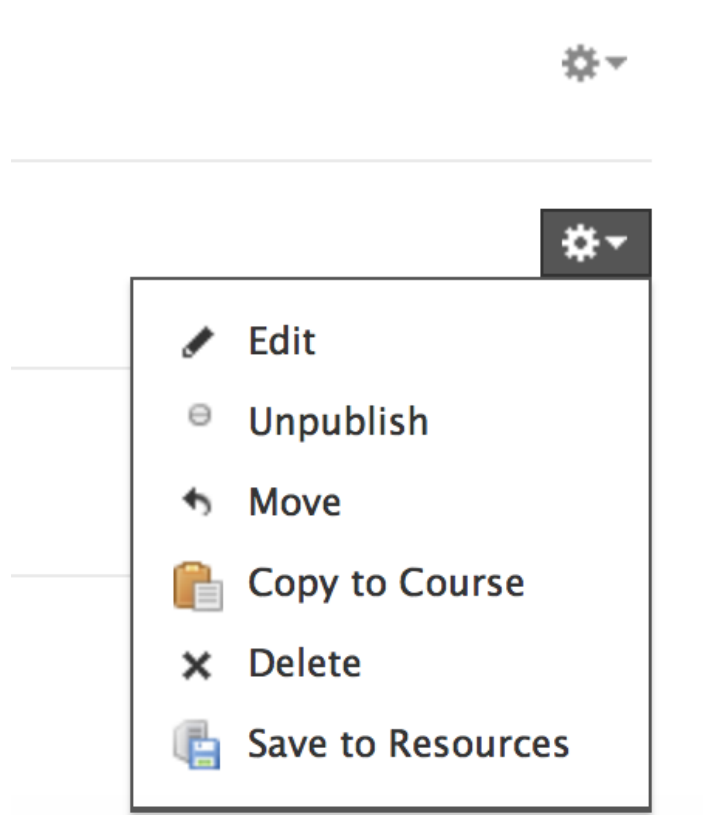 Edit
Unpublish
Move
Copy to Course
Delete
Save to Resources